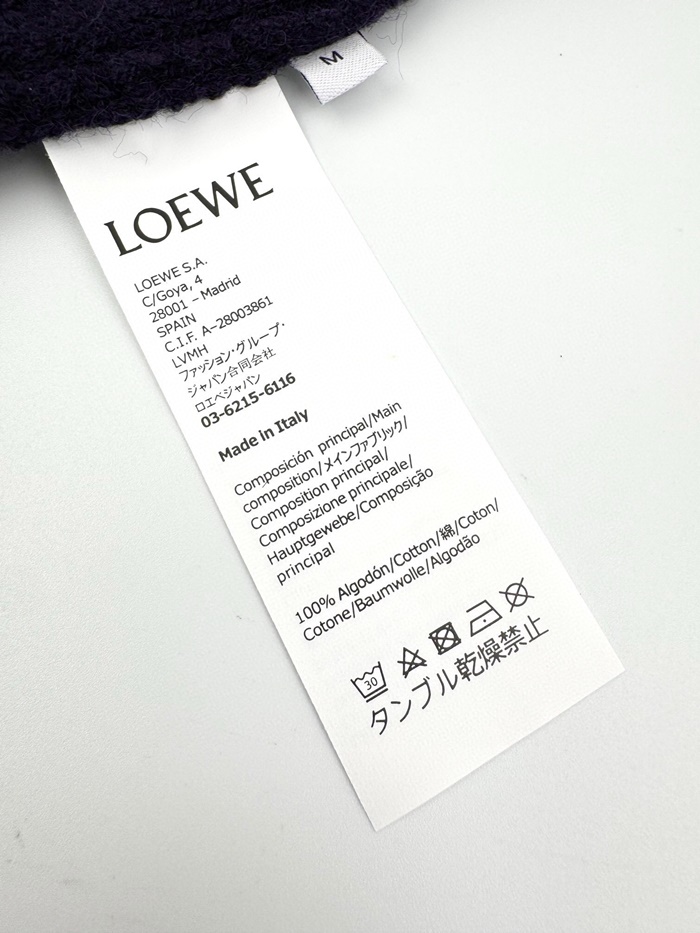 M
LOEWE
LOEWE S.A.
C/Goya, 4
28001 – Madrid
SPAIN
C.I.F. A–28003861
LVMH
ファッション・グループ・
ジャパン合同会社
ロエベジャパン
03-6215-6116
Made in Italy
Composición principal/Main
composition/メインファブリック/
Composition principal/
Composizione principale/
Hauptgewebe/Composição
principal
100% Algodón/Cotton/綿/Coton/
Cotone/Baumwolle/Algodão
30
タンブル乾燥禁止